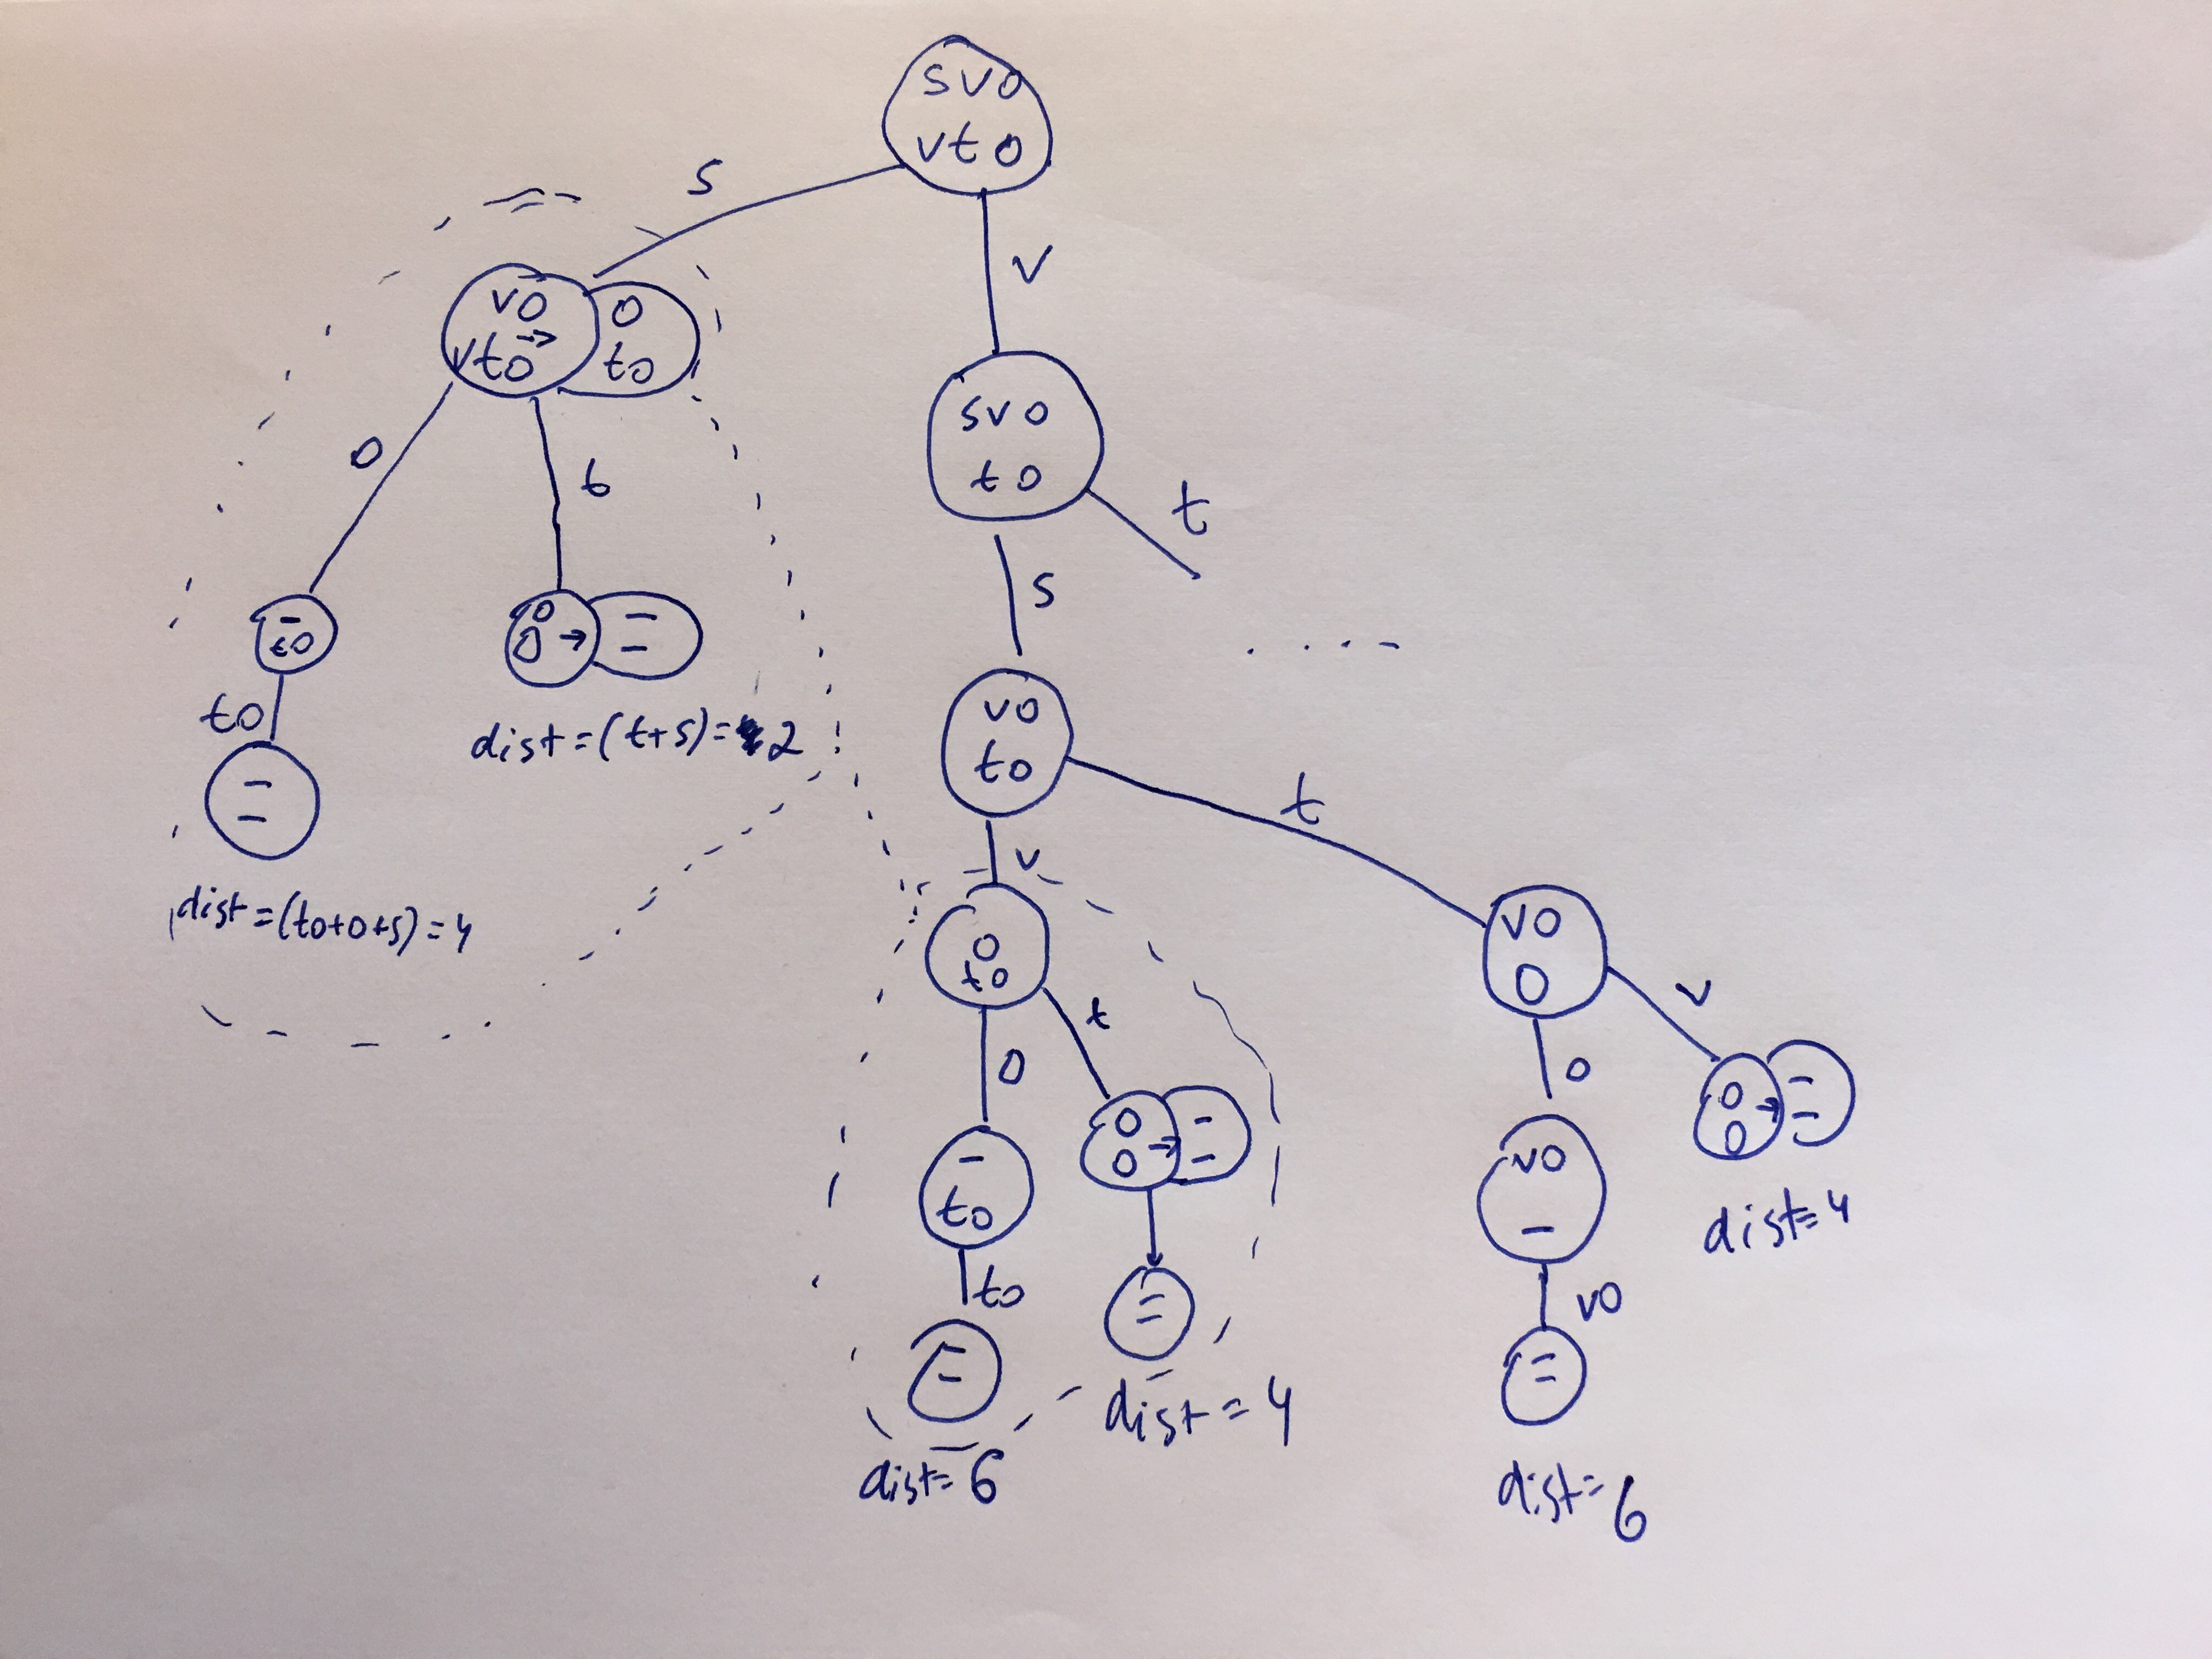 svo
vto
s
v
vo
vto →
o
to
svo
to
o
t
t
s
-
to
o
o →
-
-
to
dist = (t+s) = 2
vo
to
t
-
-
dist = (to+o+s) = 4
v
o
to
vo
o
v
t
o
o
o
o
o →
-
-
o
o →
-
-
-
to
vo
-
dist = 4
to
-
-
vo
-
-
-
-
dist = 4
dist = 6
dist = 6